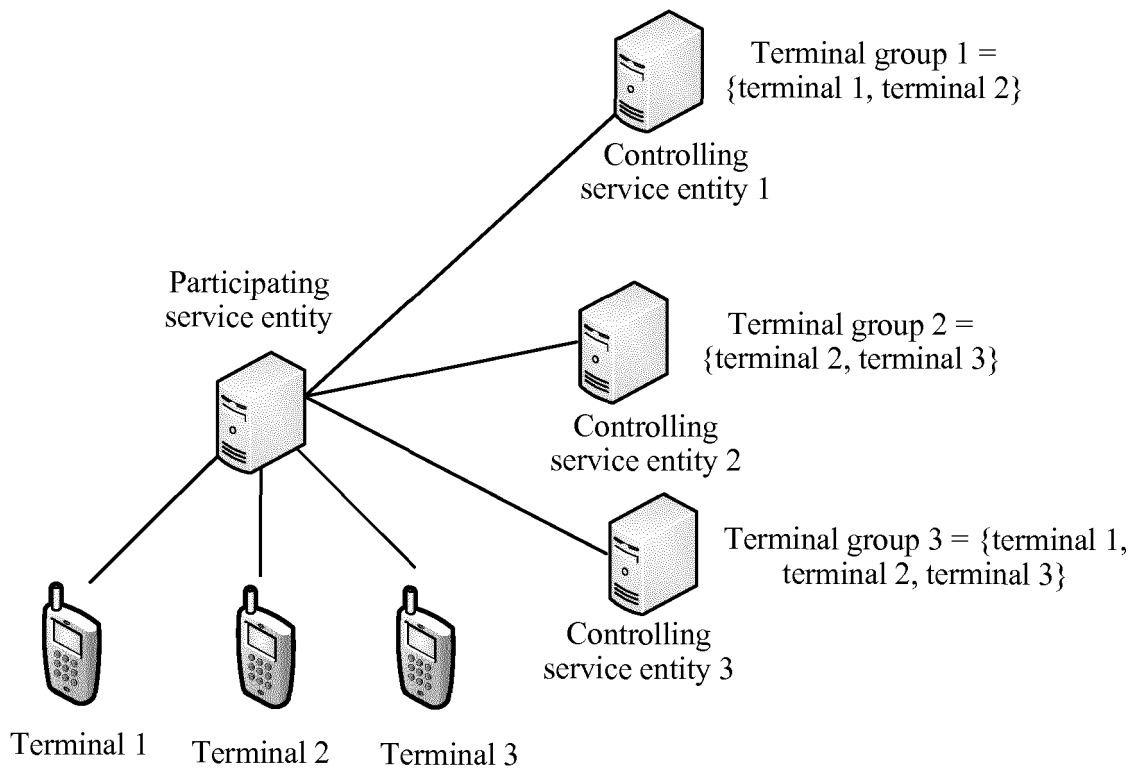 Terminal group 1 =
{terminal 1, terminal 2}
Controlling
service entity 1
Participating
service entity
Terminal group 2 =
{terminal 2, terminal 3}
Controlling
service entity 2
Terminal group 3 = {terminal 1,
terminal 2, terminal 3}
Controlling
service entity 3
Terminal 1
Terminal 2
Terminal 3